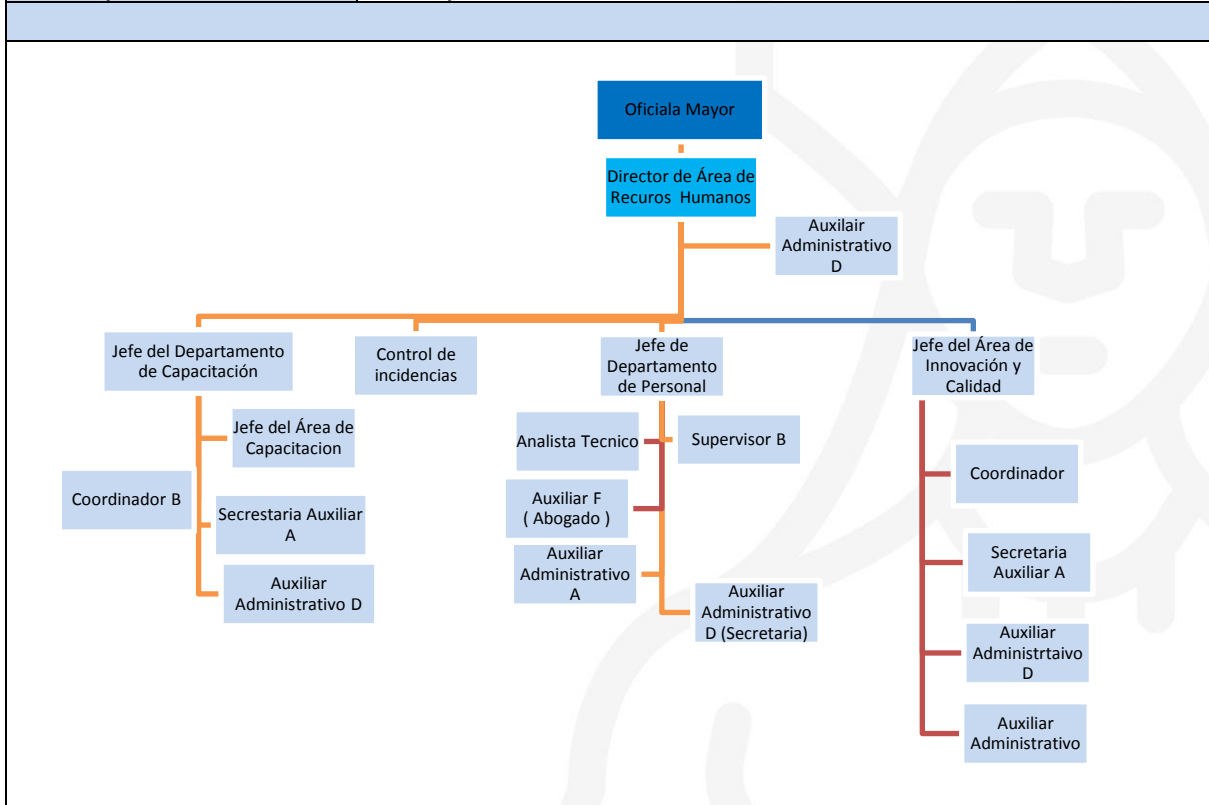 Oficiala Mayor
Director de Área de
Recuros Humanos
Auxilair
Administrativo
D
Jefe del Departamento
de Capacitación
Control de
incidencias
Jefe de
Departamento
de Personal
Jefe del Área de
Innovación y
Calidad
Jefe del Área de
Capacitacion
Coordinador B
Secrestaria Auxiliar
A
Auxiliar
Administrativo D
Analista Tecnico
Supervisor B
Auxiliar F
( Abogado )
Auxiliar
Administrativo
A
Auxiliar
Administrativo
D (Secretaria)
Coordinador
Secretaria
Auxiliar A
Auxiliar
Administrtaivo
D
Auxiliar
Administrativo